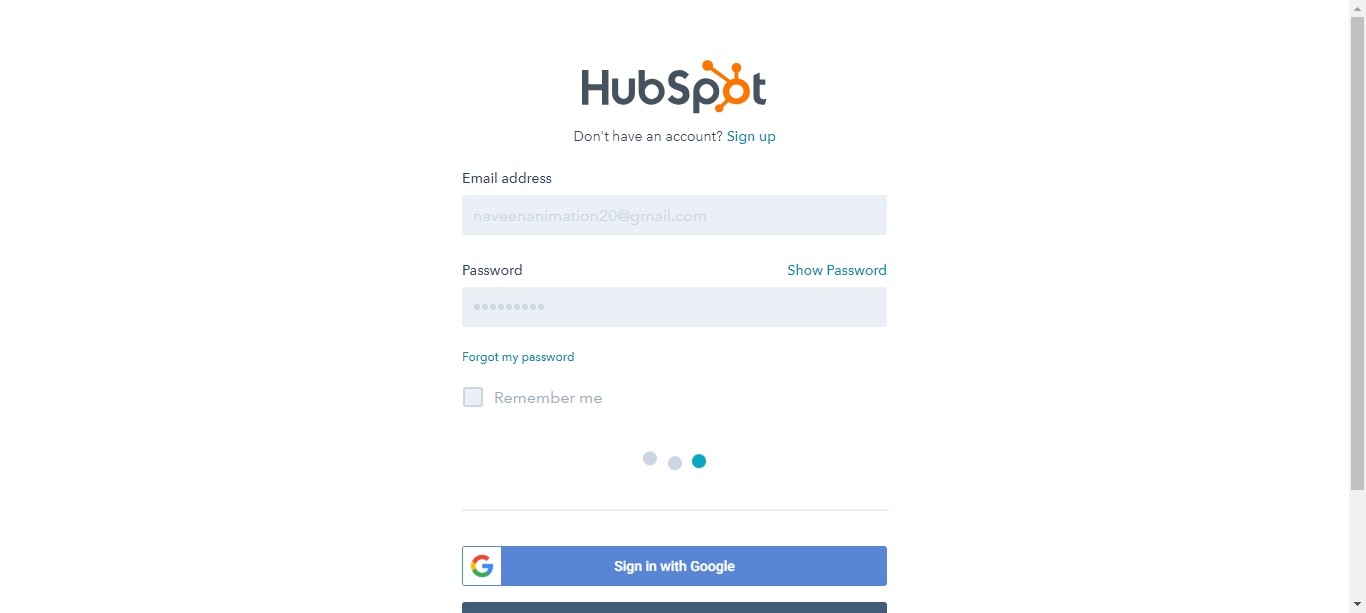 HubSpot
Don't have an account? Sign up
Email address
naveenanimation20@gmail.com
Password Show Password
•••••••••
Forgot my password
Remember me
Sign in with Google